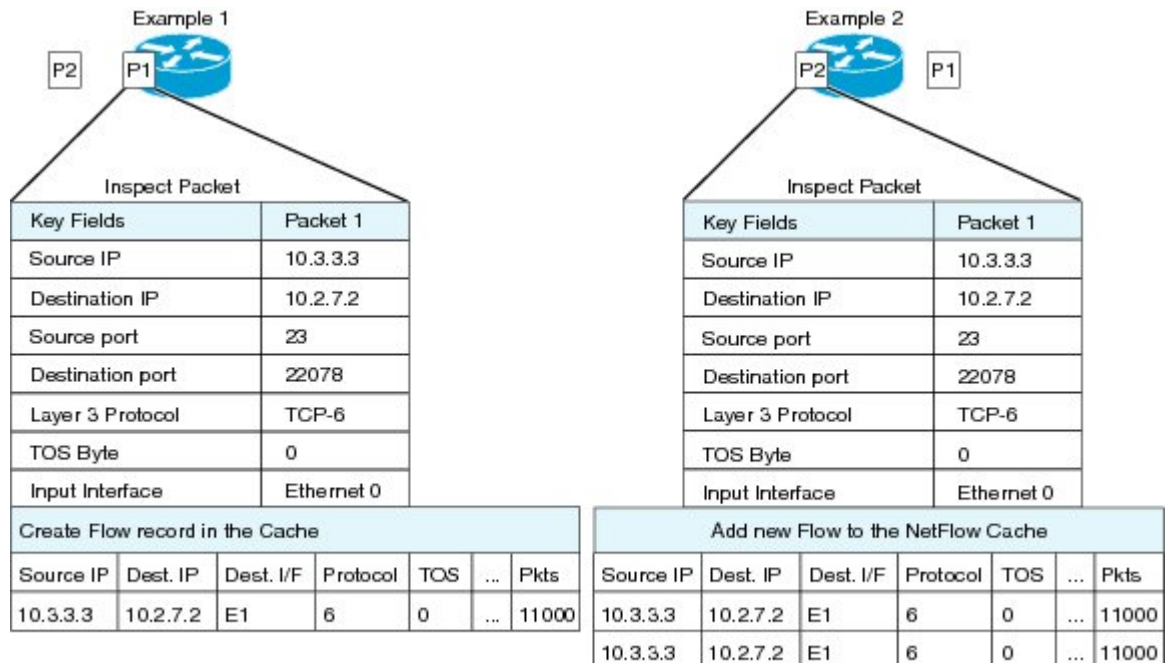 Example 1
P2 P1
Inspect Packet
Key Fields Packet 1
Source IP 10.3.3.3
Destination IP 10.2.7.2
Source port 23
Destination port 22078
Layer 3 Protocol TCP-6
TOS Byte 0
Input Interface Ethernet 0
Create Flow record in the Cache
Source IP Dest. IP Dest. I/F Protocol TOS ... Pkts
10.3.3.3 10.2.7.2 E1 6 0 ... 11000
Example 2
P2 P1
Inspect Packet
Key Fields Packet 1
Source IP 10.3.3.3
Destination IP 10.2.7.2
Source port 23
Destination port 22078
Layer 3 Protocol TCP-6
TOS Byte 0
Input Interface Ethernet 0
Add new Flow to the NetFlow Cache
Source IP Dest. IP Dest. I/F Protocol TOS ... Pkts
10.3.3.3 10.2.7.2 E1 6 0 ... 11000
10.3.3.3 10.2.7.2 E1 6 0 ... 11000